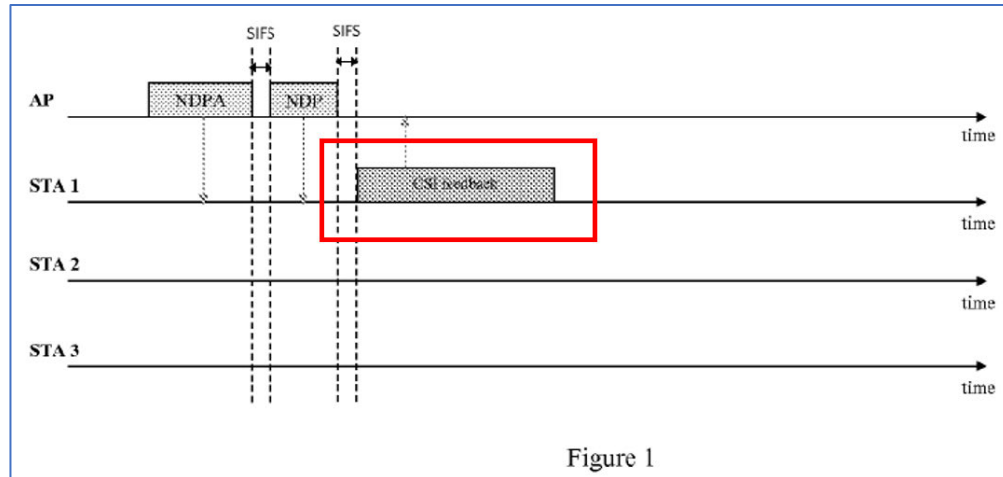 SIFS SIFS
AP NDPA NDP
time
STA 1 CSI feedback
time
STA 2
time
STA 3
time
Figure 1